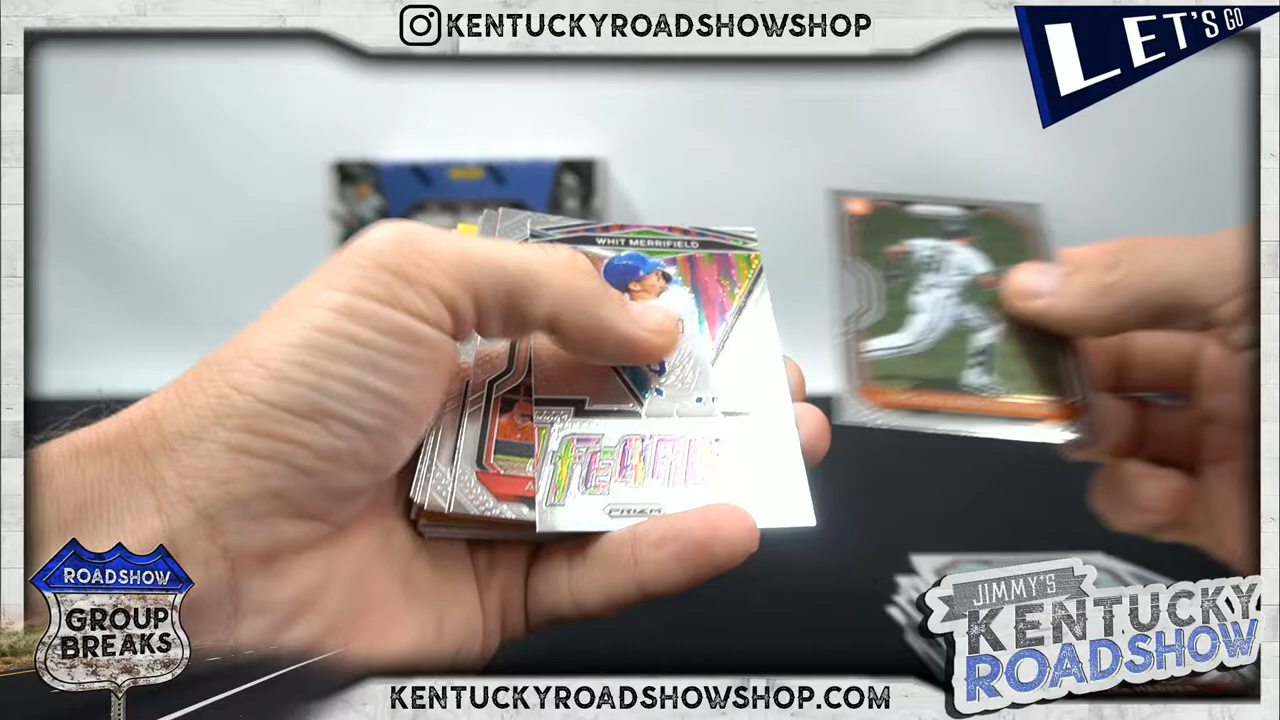 KENTUCKYROADSHOWSHOP
LET'S GO
WHIT MERRIFIELD
PRIZM
ROADSHOW
GROUP
BREAKS
JIMMY'S
KENTUCKY
ROADSHOW
KENTUCKYROADSHOWSHOP.COM